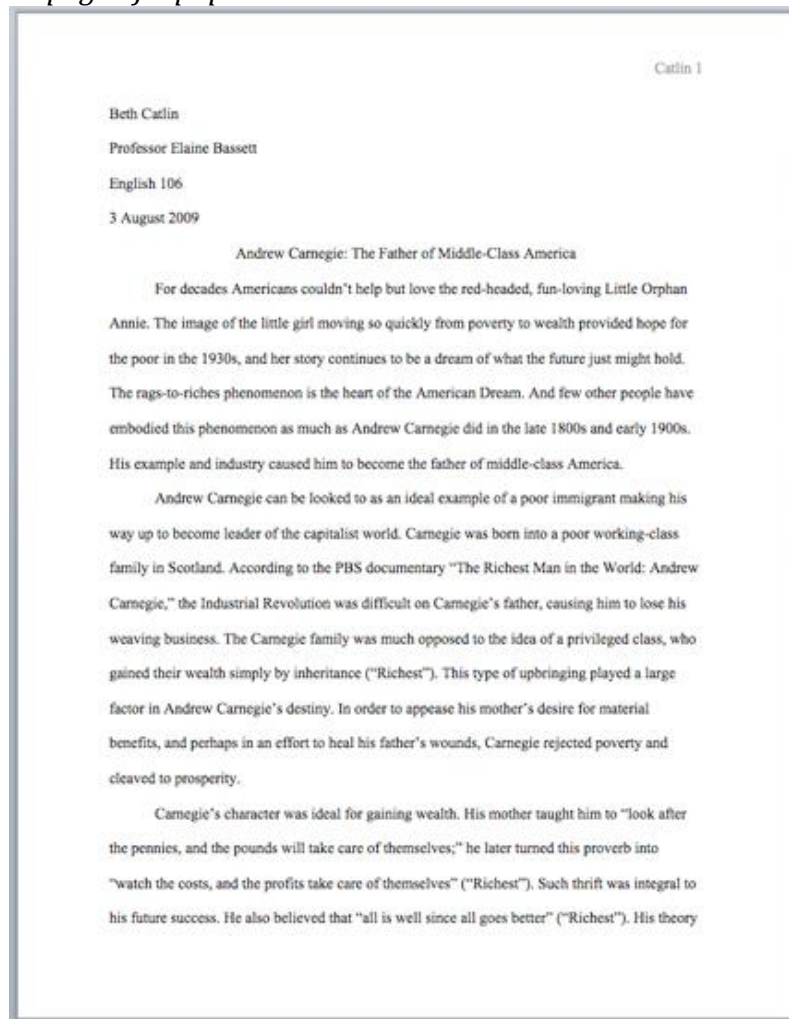 Catlin 1
Beth Catlin
Professor Elaine Bassett
English 106
3 August 2009
Andrew Carnegie: The Father of Middle-Class America
For decades Americans couldn't help but love the red-headed, fun-loving Little Orphan
Annie. The image of the little girl moving so quickly from poverty to wealth provided hope for
the poor in the 1930s, and her story continues to be a dream of what the future just might hold.
The rags-to-riches phenomenon is the heart of the American Dream. And few other people have
embodied this phenomenon as much as Andrew Carnegie did in the late 1800s and early 1900s.
His example and industry caused him to become the father of middle-class America.
Andrew Carnegie can be looked to as an ideal example of a poor immigrant making his
way up to become leader of the capitalist world. Carnegie was born into a poor working-class
family in Scotland. According to the PBS documentary “The Richest Man in the World: Andrew
Carnegie,” the Industrial Revolution was difficult on Carnegie's father, causing him to lose his
weaving business. The Carnegie family was much opposed to the idea of a privileged class, who
gained their wealth simply by inheritance (“Richest”). This type of upbringing played a large
factor in Andrew Carnegie's destiny. In order to appease his mother's desire for material
benefits, and perhaps in an effort to heal his father's wounds, Carnegie rejected poverty and
cleaved to prosperity.
Carnegie's character was ideal for gaining wealth. His mother taught him to “look after
the pennies, and the pounds will take care of themselves;” he later turned this proverb into
“watch the costs, and the profits take care of themselves” (“Richest”). Such thrift was integral to
his future success. He also believed that “all is well since all goes better” (“Richest”). His theory